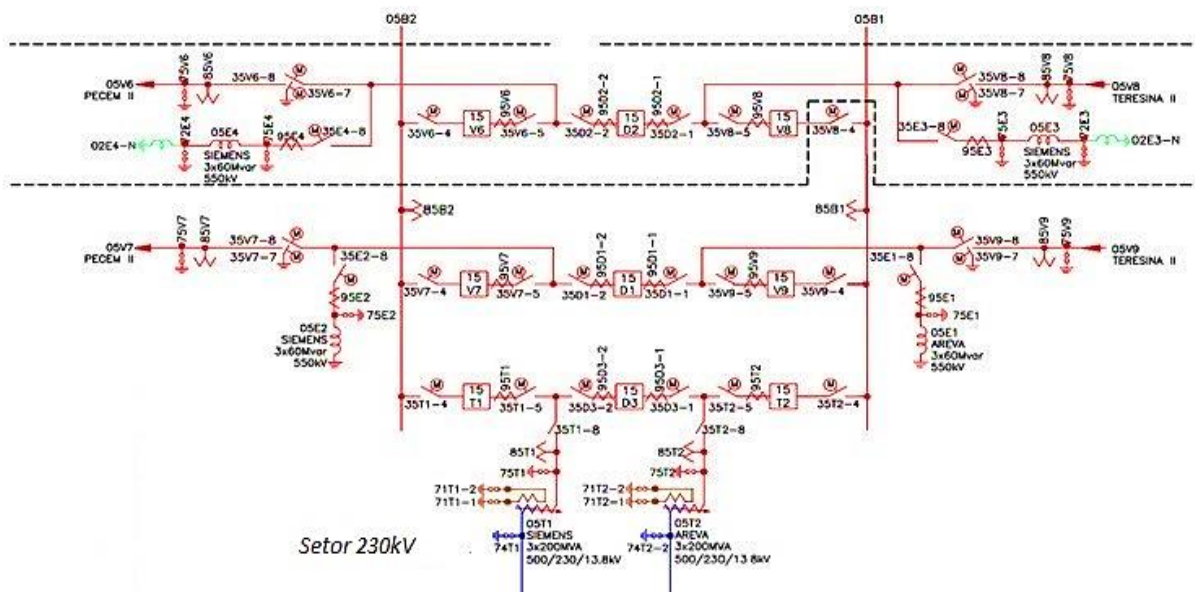 05B2
05B1
05V6
PECEM II
75V6
85V6
35V6-8
35V6-7
02E4-N
72E4
05E4
SIEMENS
3x60Mvar
550kV
75E4
95E4
35E4-8
35V6-4
15
V6
95V6
35V6-5
35D2-2
95D2-2
15
D2
95D2-1
35D2-1
35V8-5
95V8
15
V8
35V8-4
35V8-8
35V8-7
85V8
75V8
05V8
TERESINA II
35E3-8
95E3
75E3
05E3
SIEMENS
3x60Mvar
550kV
72E3
02E3-N
85B2
85B1
05V7
PECEM II
75V7
85V7
35V7-8
35V7-7
35E2-8
95E2
75E2
05E2
SIEMENS
3x60Mvar
550kV
35V7-4
15
V7
95V7
35V7-5
35D1-2
95D1-2
15
D1
95D1-1
35D1-1
35V9-5
95V9
15
V9
35V9-4
35V9-8
35V9-7
85V9
75V9
05V9
TERESINA II
35E1-8
95E1
75E1
05E1
AREVA
3x60Mvar
550kV
35T1-4
15
T1
95T1
35T1-5
35D3-2
95D3-2
15
D3
95D3-1
35D3-1
35T2-5
95T2
15
T2
35T2-4
35T1-8
85T1
75T1
71T1-2
71T1-1
05T1
SIEMENS
3x200MVA
500/230/13.8kV
74T1
35T2-8
85T2
75T2
71T2-2
71T2-1
05T2
AREVA
3x200MVA
500/230/13.8kV
74T2-2
Setor 230kV